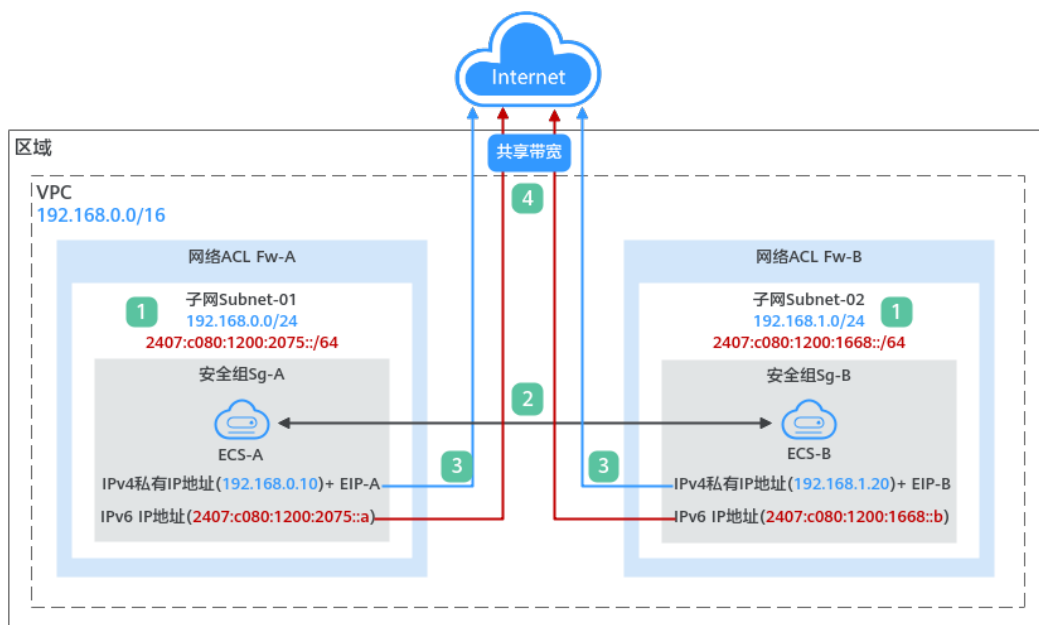 Internet
区域
共享带宽
VPC
192.168.0.0/16
4
网络ACL Fw-A
子网Subnet-01
1
192.168.0.0/24
2407:c080:1200:2075::/64
安全组Sg-A
ECS-A
IPv4私有IP地址(192.168.0.10)+ EIP-A
IPv6 IP地址(2407:c080:1200:2075::a)
2
3
3
网络ACL Fw-B
子网Subnet-02
1
192.168.1.0/24
2407:c080:1200:1668::/64
安全组Sg-B
ECS-B
IPv4私有IP地址(192.168.1.20)+ EIP-B
IPv6 IP地址(2407:c080:1200:1668::b)